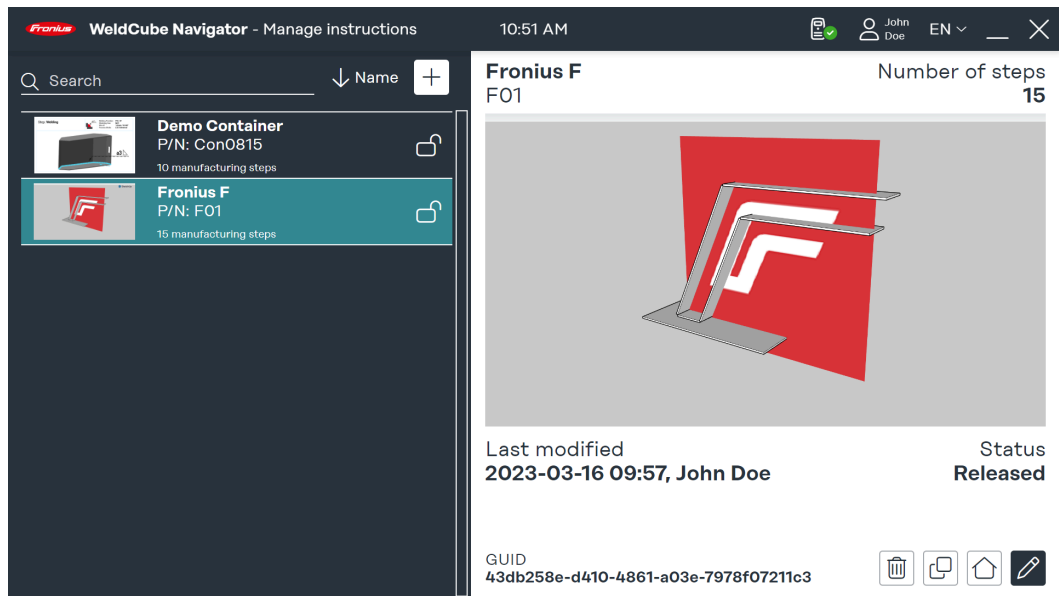 Fronius WeldCube Navigator - Manage instructions 10:51 AM John Doe EN
Search Name
Demo Container
P/N: Con0815
10 manufacturing steps
Fronius F
P/N: F01
15 manufacturing steps
Fronius F Number of steps
F01 15
Last modified Status
2023-03-16 09:57, John Doe Released
GUID
43db258e-d410-4861-a03e-7978f07211c3